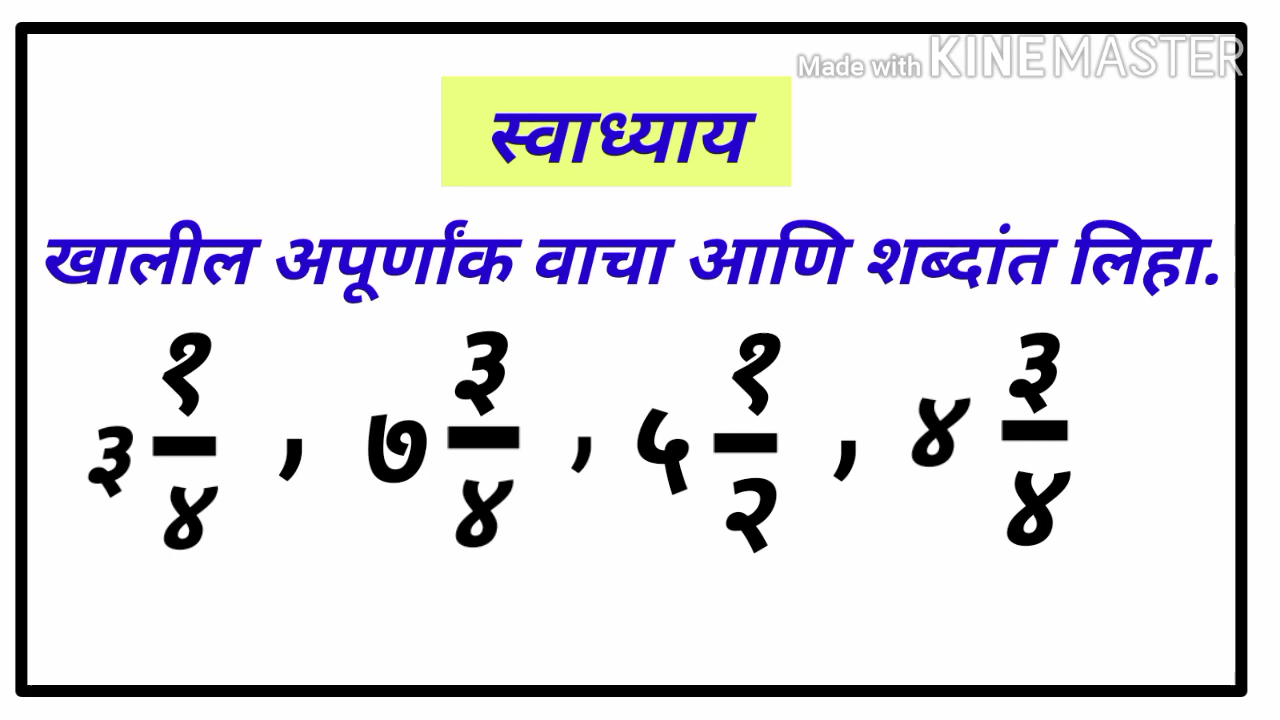 Made with KINEMASTER
स्वाध्याय
खालील अपूर्णांक वाचा आणि शब्दांत लिहा.
३ १/४ , ७ ३/४ , ५ १/२ , ४ ३/४